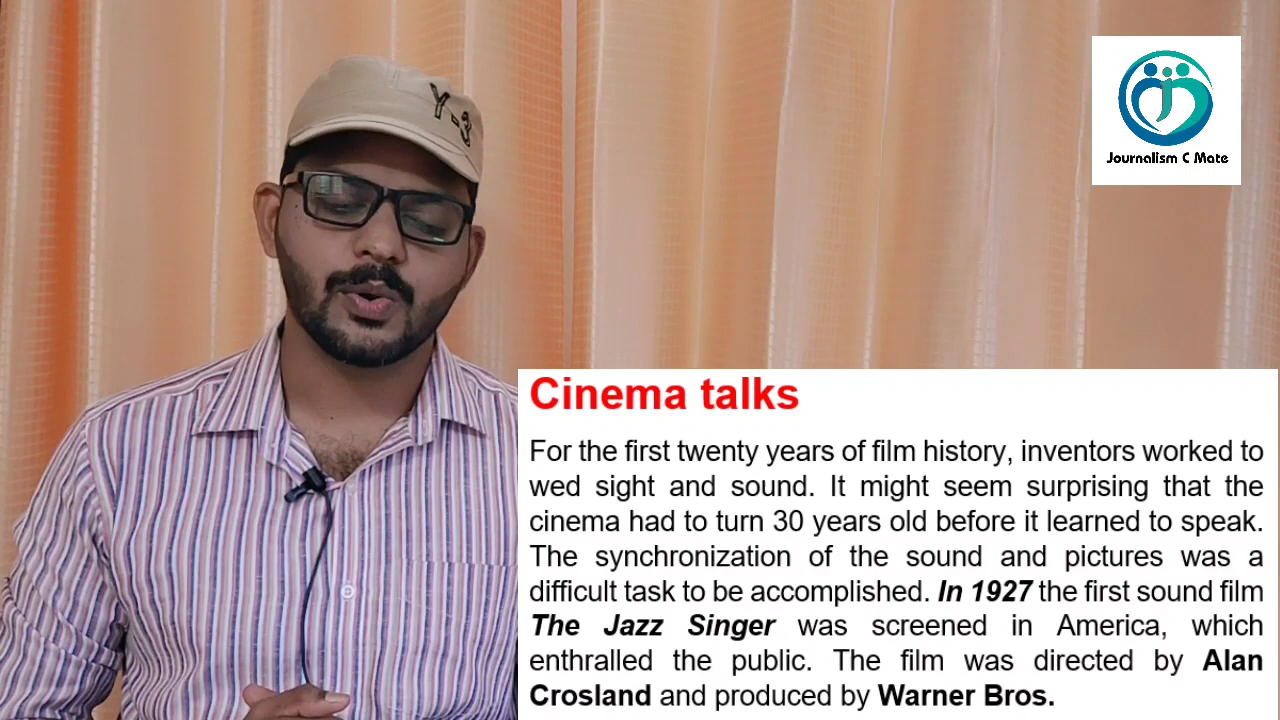 Y-3
Journalism C Mate
Cinema talks
For the first twenty years of film history, inventors worked to
wed sight and sound. It might seem surprising that the
cinema had to turn 30 years old before it learned to speak.
The synchronization of the sound and pictures was a
difficult task to be accomplished. In 1927 the first sound film
The Jazz Singer was screened in America, which
enthralled the public. The film was directed by Alan
Crosland and produced by Warner Bros.